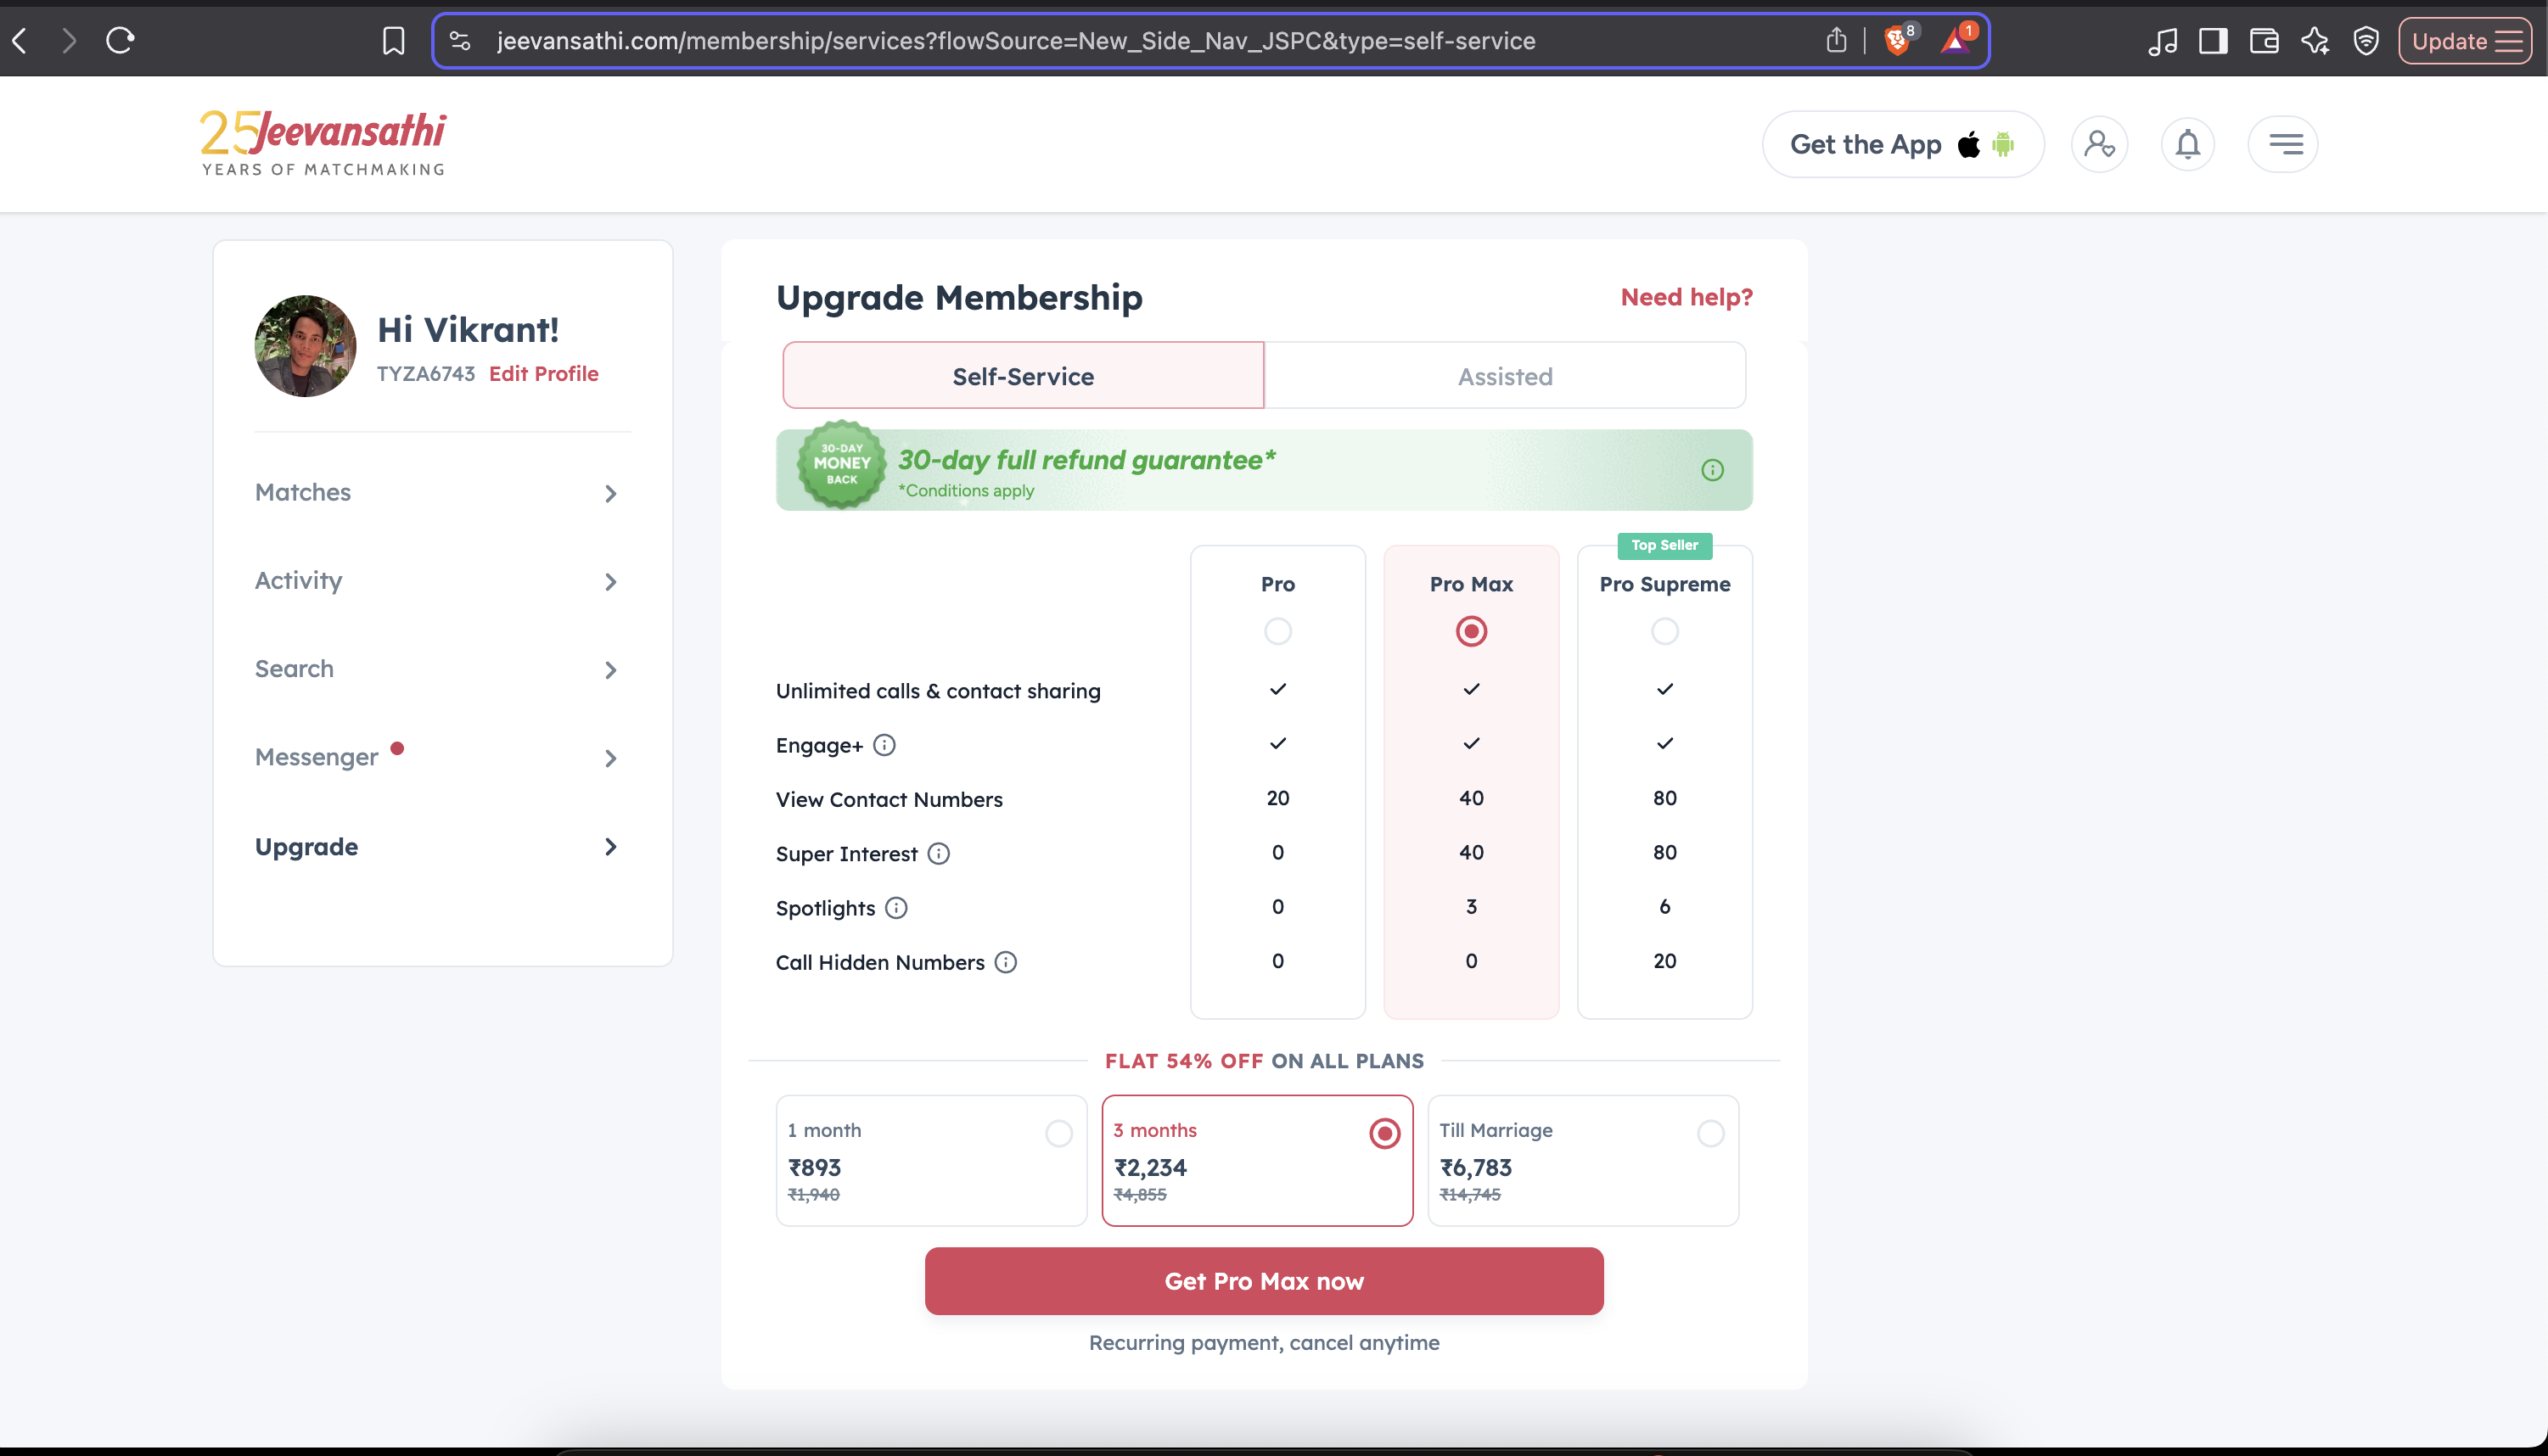 jeevansathi.com/membership/services?flowSource=New_Side_Nav_JSPC&type=self-service
8
1
Update
25 Jeevansathi
YEARS OF MATCHMAKING
Get the App
Hi Vikrant!
TYZA6743 Edit Profile
Matches
Activity
Search
Messenger
Upgrade
Upgrade Membership
Need help?
Self-Service
Assisted
30-DAY
MONEY
BACK
30-day full refund guarantee*
*Conditions apply
Top Seller
Pro Pro Max Pro Supreme
Unlimited calls & contact sharing
Engage+
View Contact Numbers 20 40 80
Super Interest 0 40 80
Spotlights 0 3 6
Call Hidden Numbers 0 0 20
FLAT 54% OFF ON ALL PLANS
1 month
₹893
₹1,940
3 months
₹2,234
₹4,855
Till Marriage
₹6,783
₹14,745
Get Pro Max now
Recurring payment, cancel anytime